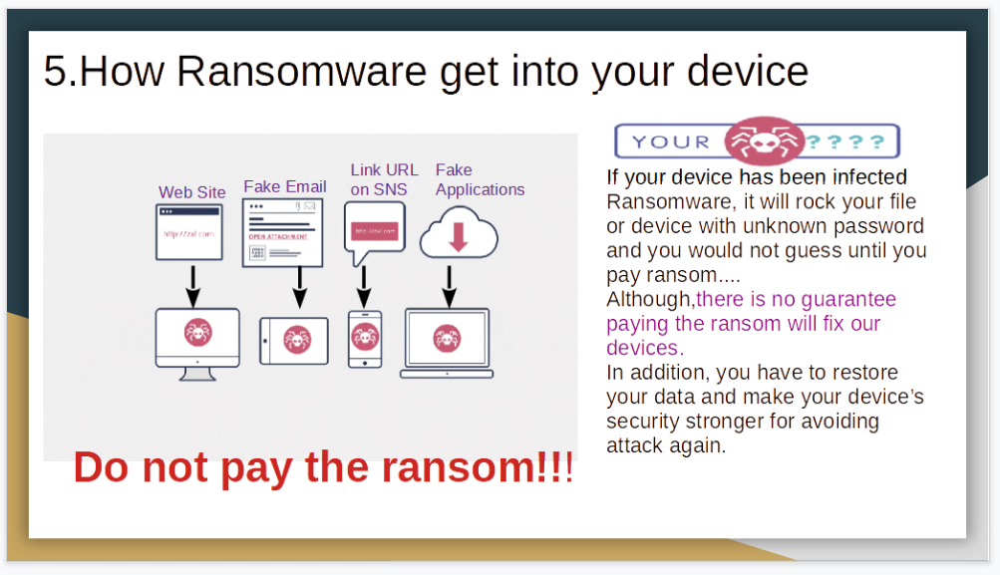 5.How Ransomware get into your device
Web Site
Fake Email
Link URL
on SNS
Fake
Applications
http://zxl.com
OPEN ATTACHMENT
http://zxl.com
YOUR ????
If your device has been infected
Ransomware, it will rock your file
or device with unknown password
and you would not guess until you
pay ransom....
Although,there is no guarantee
paying the ransom will fix our
devices.
In addition, you have to restore
your data and make your device’s
security stronger for avoiding
attack again.
Do not pay the ransom!!!